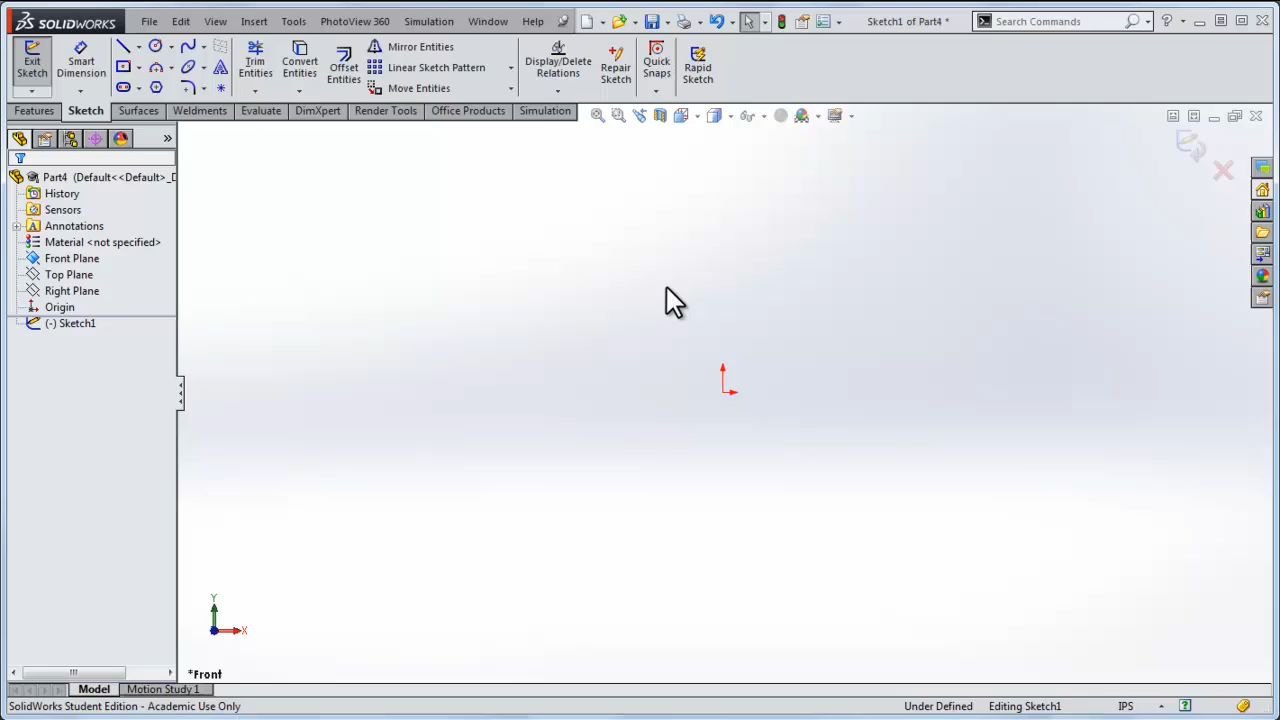 SOLIDWORKS File Edit View Insert Tools PhotoView 360 Simulation Window Help Sketch1 of Part4 * Search Commands
Exit Sketch
Smart Dimension
Trim Entities
Convert Entities
Offset Entities
Mirror Entities
Linear Sketch Pattern
Move Entities
Display/Delete Relations
Repair Sketch
Quick Snaps
Rapid Sketch
Features Sketch Surfaces Weldments Evaluate DimXpert Render Tools Office Products Simulation
Part4 (Default<<Default>_D
History
Sensors
Annotations
Material <not specified>
Front Plane
Top Plane
Right Plane
Origin
(-) Sketch1
Y
X
*Front
Model Motion Study 1
SolidWorks Student Edition - Academic Use Only Under Defined Editing Sketch1 IPS